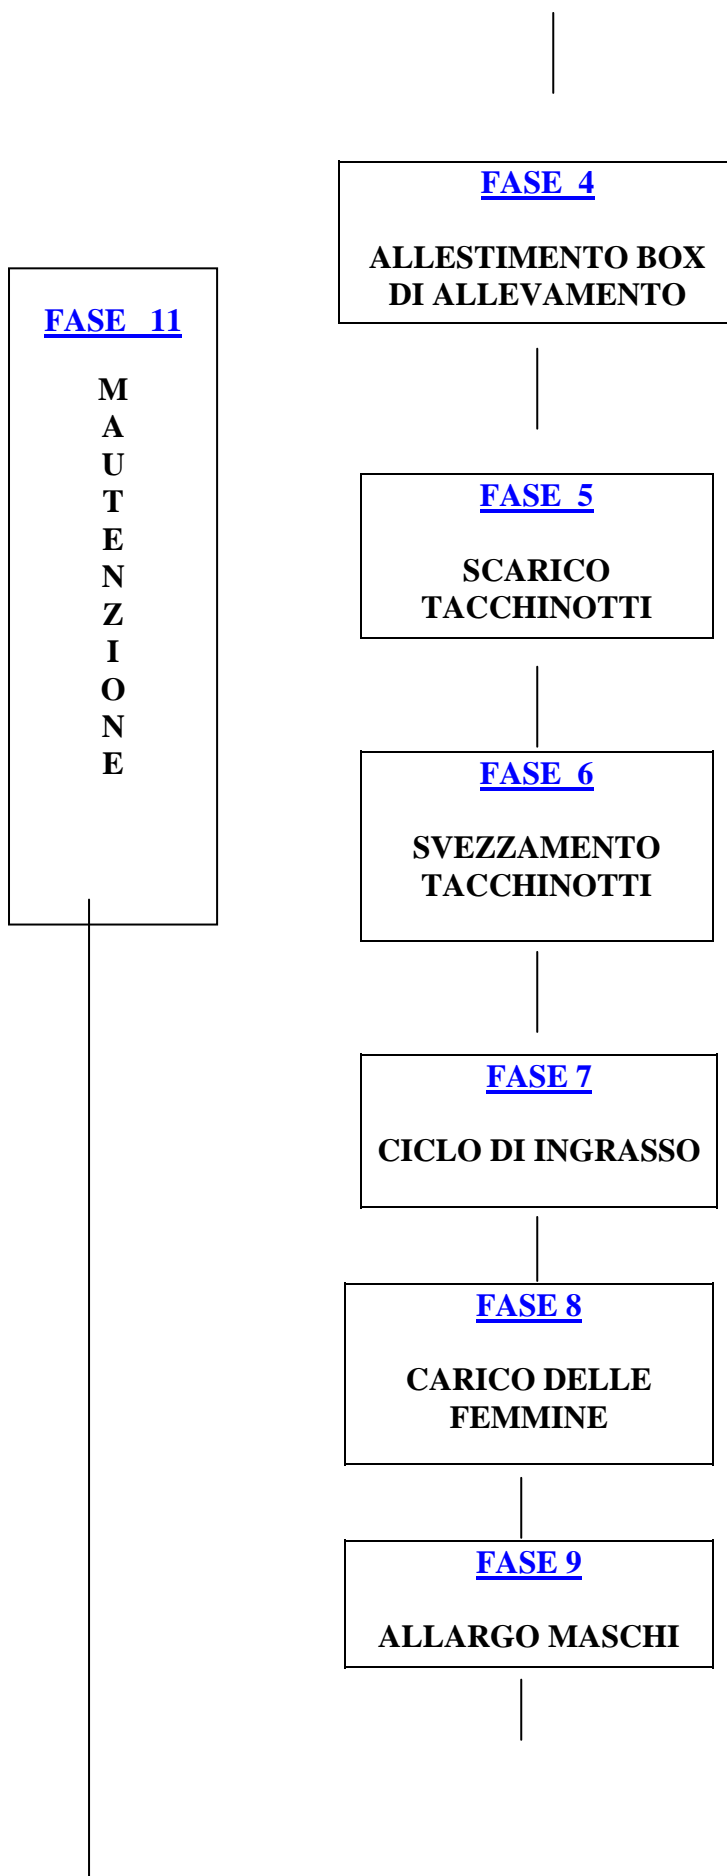 FASE 4
ALLESTIMENTO BOX
DI ALLEVAMENTO
FASE 11
M
A
U
T
E
N
Z
I
O
N
E
FASE 5
SCARICO
TACCHINOTTI
FASE 6
SVEZZAMENTO
TACCHINOTTI
FASE 7
CICLO DI INGRASSO
FASE 8
CARICO DELLE
FEMMINE
FASE 9
ALLARGO MASCHI